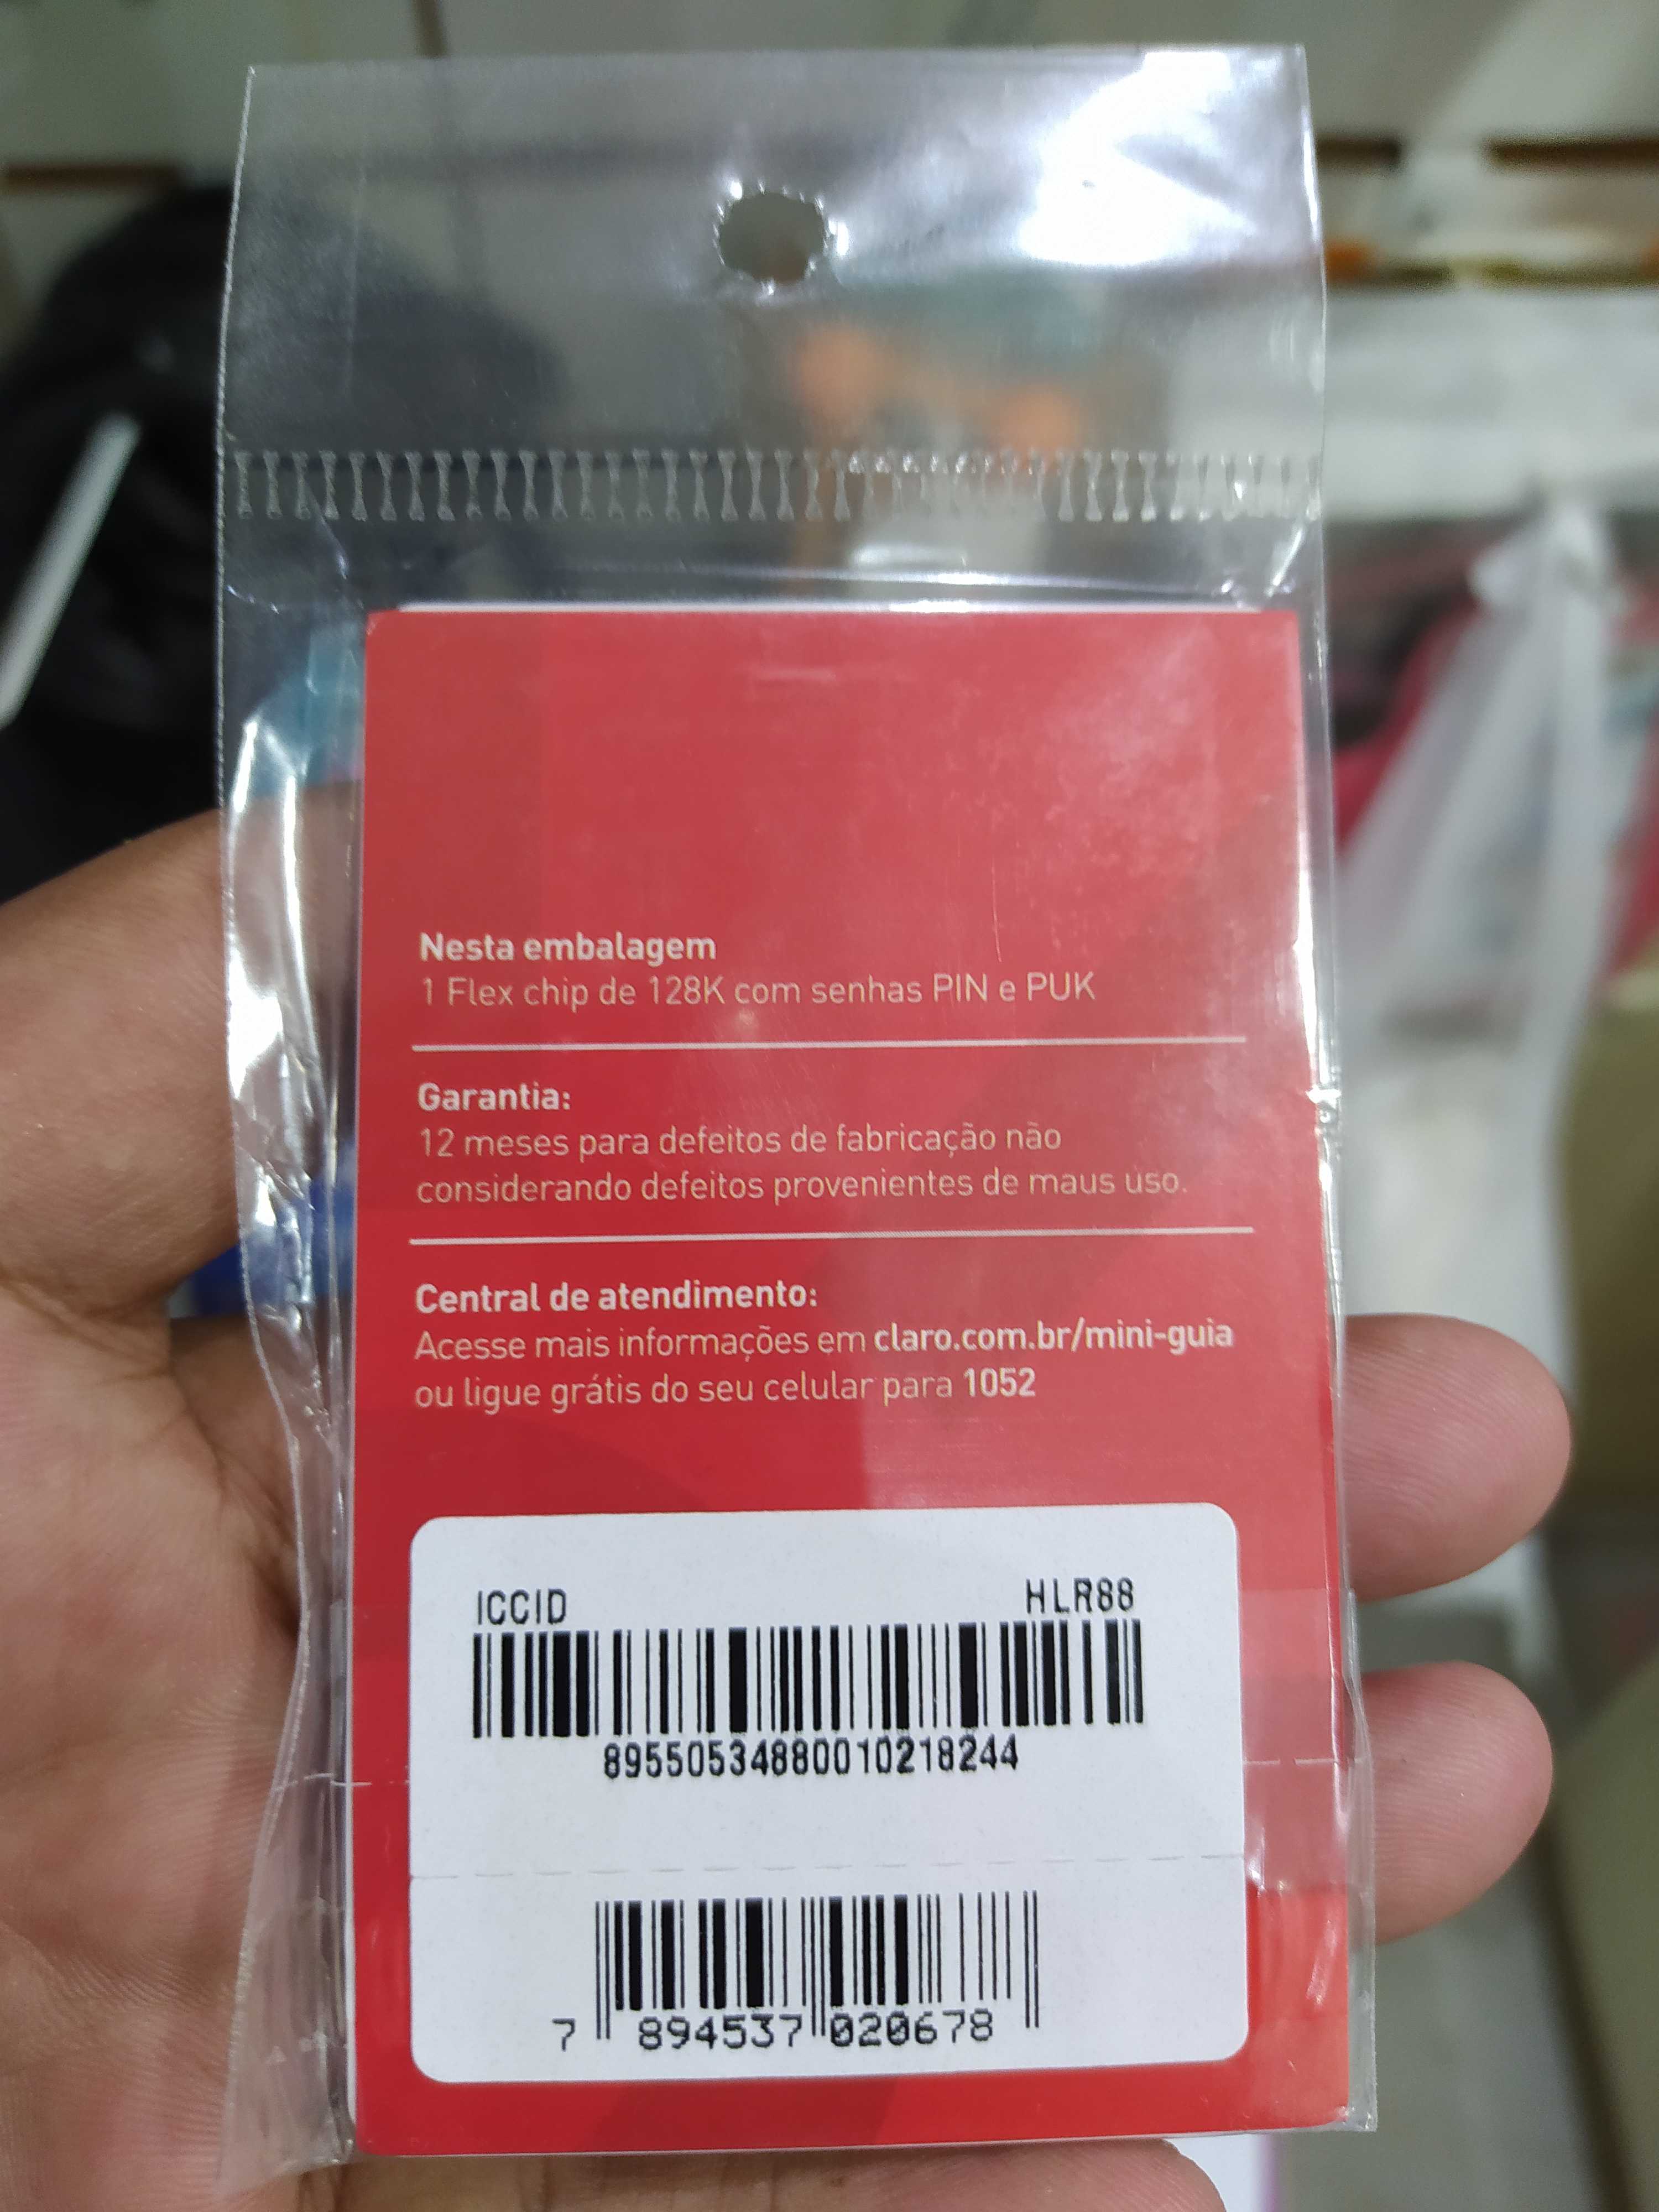 Nesta embalagem
1 Flex chip de 128K com senhas PIN e PUK
Garantia:
12 meses para defeitos de fabricação não
considerando defeitos provenientes de maus uso.
Central de atendimento:
Acesse mais informações em claro.com.br/mini-guia
ou ligue grátis do seu celular para 1052
ICCID HLR88
89550534880010218244
7 894537 020678